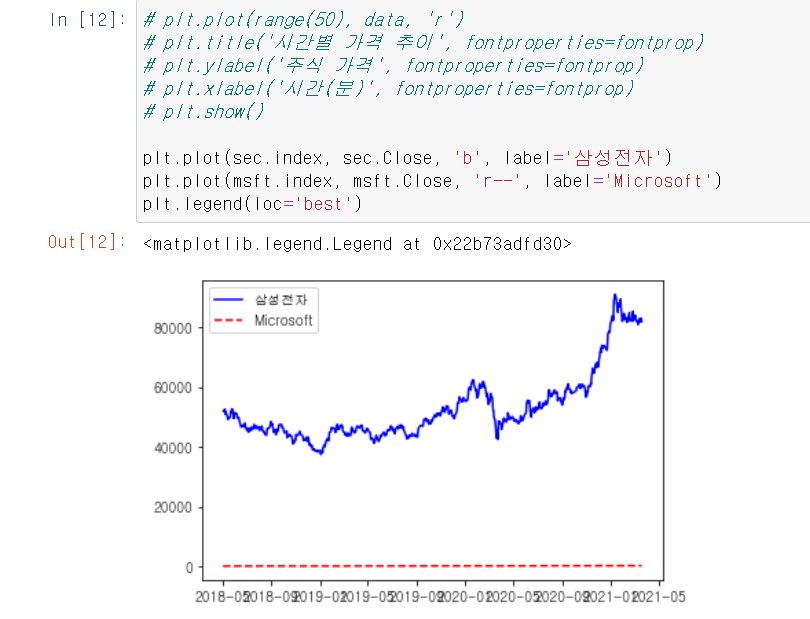 In [12]:
# plt.plot(range(50), data, 'r')
# plt.title('시간별 가격 추이', fontproperties=fontprop)
# plt.ylabel('주식 가격', fontproperties=fontprop)
# plt.xlabel('시간(분)', fontproperties=fontprop)
# plt.show()
plt.plot(sec.index, sec.Close, 'b', label='삼성전자')
plt.plot(msft.index, msft.Close, 'r--', label='Microsoft')
plt.legend(loc='best')
Out[12]:
<matplotlib.legend.Legend at 0x22b73adfd30>
삼성전자
Microsoft
80000
60000
40000
20000
0
2018-05 2018-09 2019-01 2019-05 2019-09 2020-01 2020-05 2020-09 2021-01 2021-05